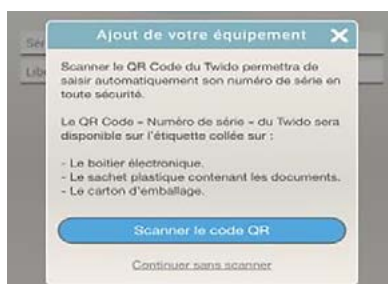 Ajout de votre équipement X
Scanner le QR Code du Twido permettra de
saisir automatiquement son numéro de série en
toute sécurité.
Le QR Code « Numéro de série » du Twido sera
disponible sur l'étiquette collée sur :
- Le boitier électronique.
- Le sachet plastique contenant les documents.
- Le carton d'emballage.
Scanner le code QR
Continuer sans scanner